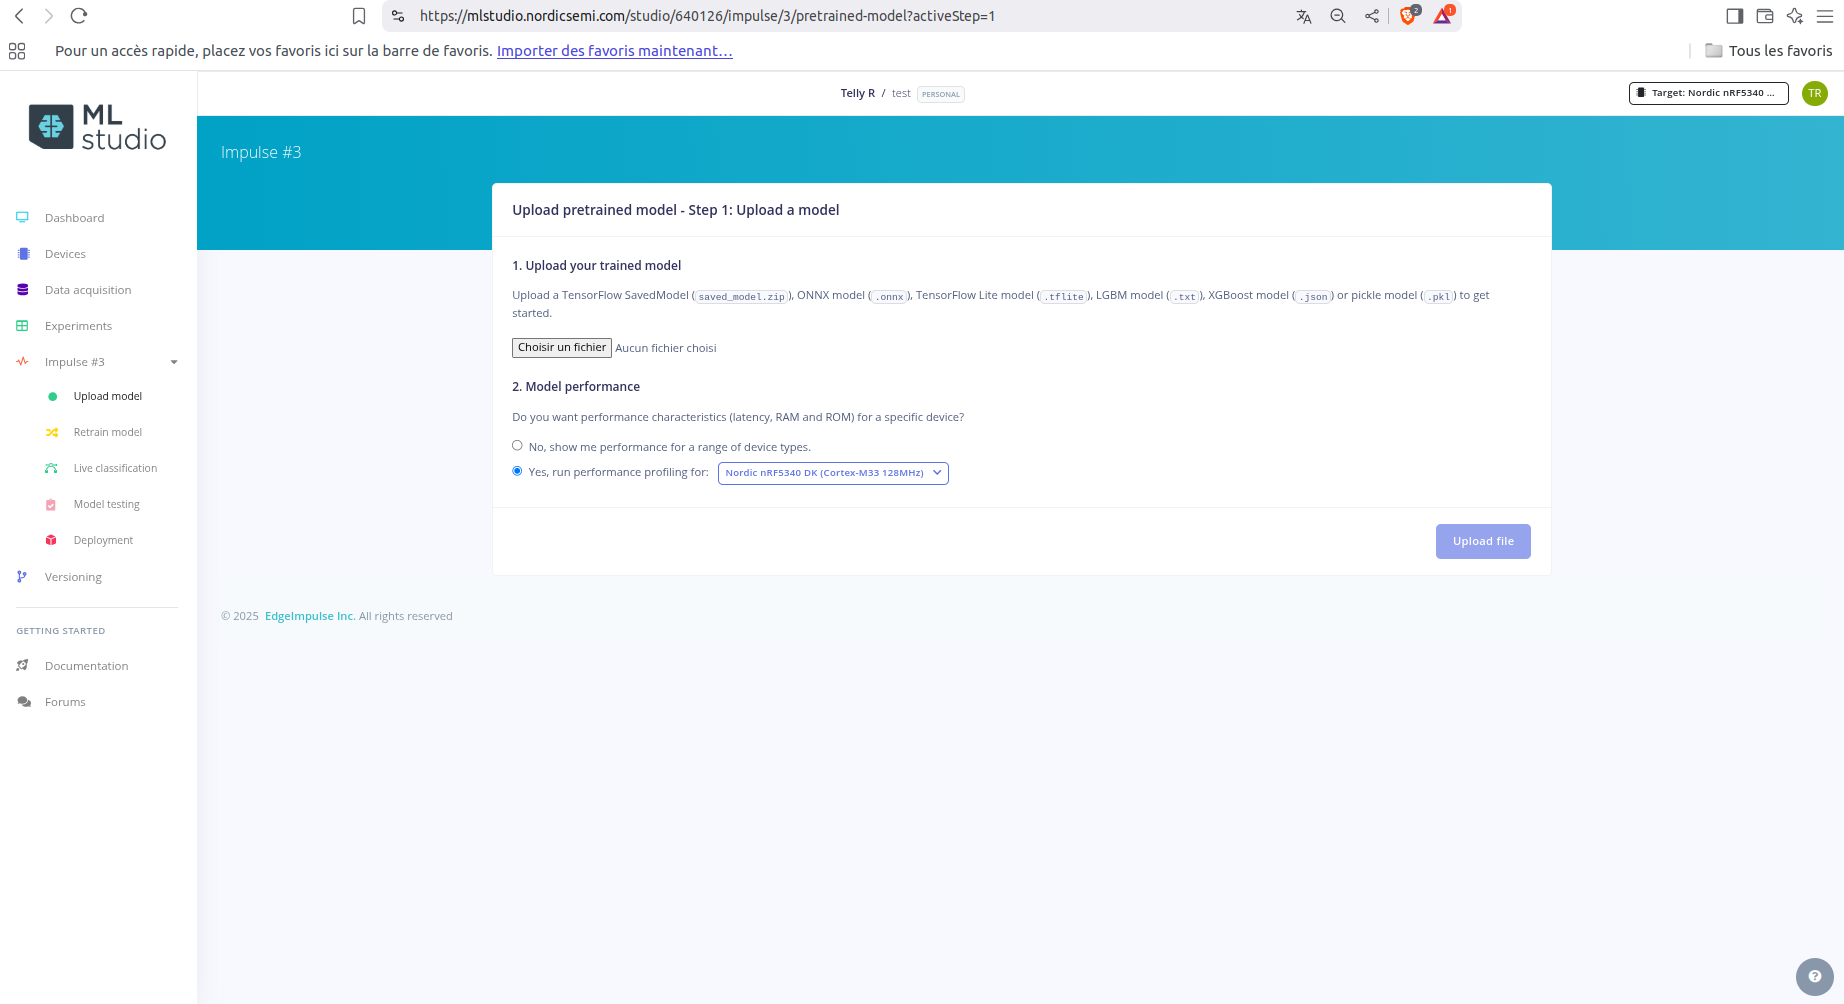 https://mlstudio.nordicsemi.com/studio/640126/impulse/3/pretrained-model?activeStep=1
2
1
Pour un accès rapide, placez vos favoris ici sur la barre de favoris. Importer des favoris maintenant…
Tous les favoris
ML
studio
Telly R / test PERSONAL
Target: Nordic nRF5340 ...
TR
Impulse #3
Dashboard
Devices
Data acquisition
Experiments
Impulse #3
Upload model
Retrain model
Live classification
Model testing
Deployment
Versioning
GETTING STARTED
Documentation
Forums
Upload pretrained model - Step 1: Upload a model
1. Upload your trained model
Upload a TensorFlow SavedModel (saved_model.zip), ONNX model (.onnx), TensorFlow Lite model (.tflite), LGBM model (.txt), XGBoost model (.json) or pickle model (.pkl) to get
started.
Choisir un fichier Aucun fichier choisi
2. Model performance
Do you want performance characteristics (latency, RAM and ROM) for a specific device?
No, show me performance for a range of device types.
Yes, run performance profiling for: Nordic nRF5340 DK (Cortex-M33 128MHz)
Upload file
© 2025 EdgeImpulse Inc. All rights reserved
?